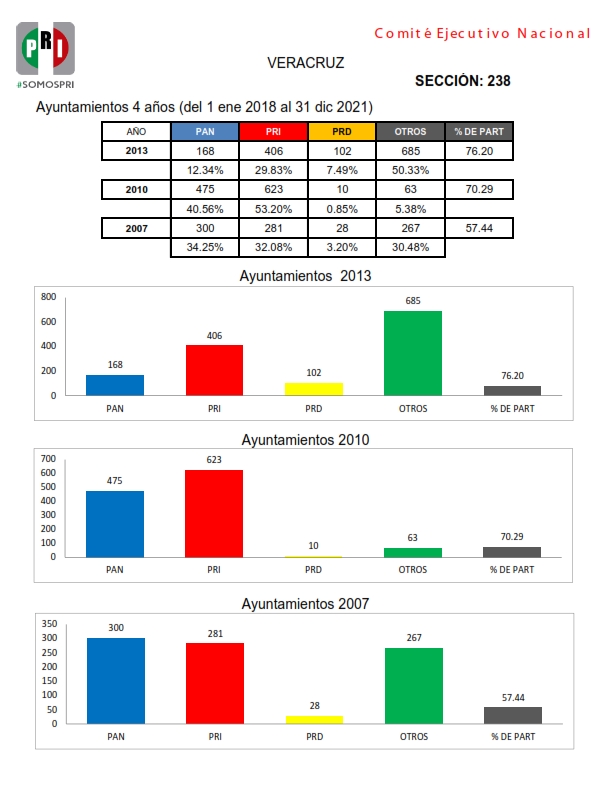 Comité Ejecutivo Nacional
PRI
#SOMOSPRI
VERACRUZ
SECCIÓN: 238
Ayuntamientos 4 años (del 1 ene 2018 al 31 dic 2021)
AÑO PAN PRI PRD OTROS % DE PART
2013 168 406 102 685 76.20
12.34% 29.83% 7.49% 50.33%
2010 475 623 10 63 70.29
40.56% 53.20% 0.85% 5.38%
2007 300 281 28 267 57.44
34.25% 32.08% 3.20% 30.48%
Ayuntamientos 2013
800
600
400
200
0
168 406 102 685 76.20
PAN PRI PRD OTROS % DE PART
Ayuntamientos 2010
700
600
500
400
300
200
100
0
475 623 10 63 70.29
PAN PRI PRD OTROS % DE PART
Ayuntamientos 2007
350
300
250
200
150
100
50
0
300 281 28 267 57.44
PAN PRI PRD OTROS % DE PART